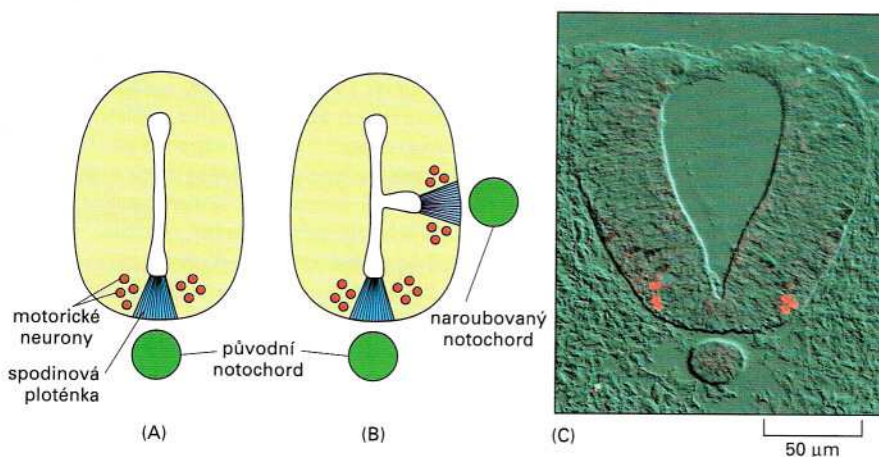 motorické
neurony
spodinová
ploténka
původní
notochord
naroubovaný
notochord
(A)
(B)
(C)
50 μm